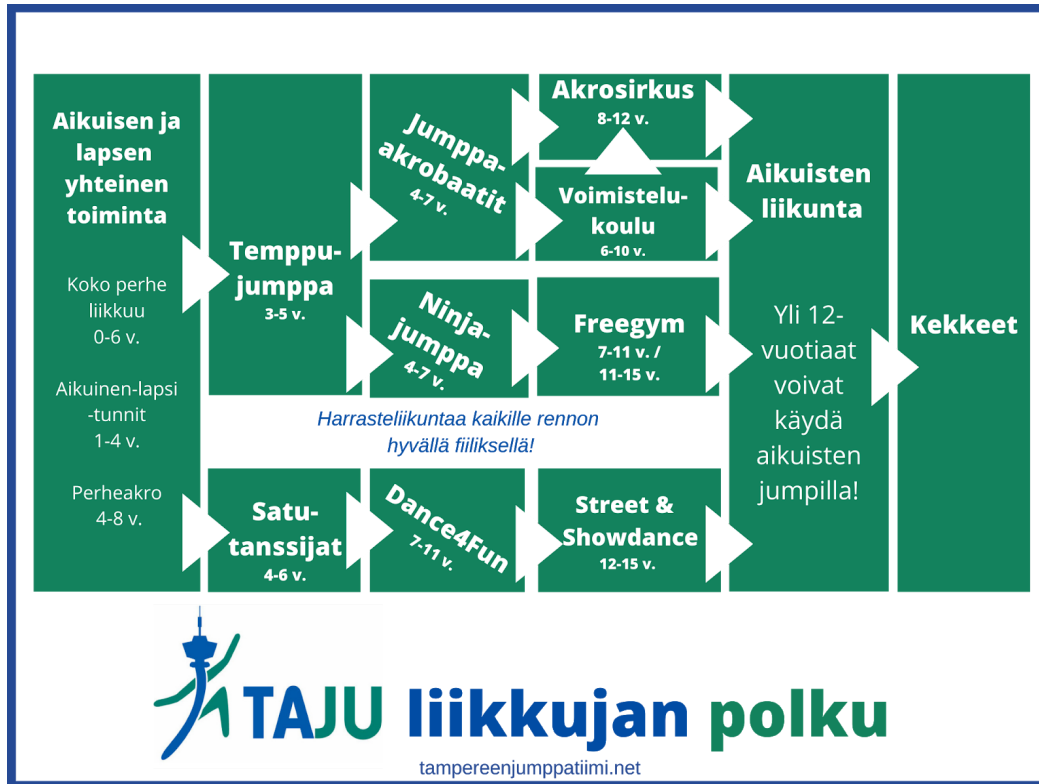 Aikuisen ja
lapsen
yhteinen
toiminta
Koko perhe
liikkuu
0-6 v.
Aikuinen-lapsi
-tunnit
1-4 v.
Perheakro
4-8 v.
Temppu-
jumppa
3-5 v.
Jumppa-
akrobaatit
4-7 v.
Akrosirkus
8-12 v.
Voimistelu-
koulu
6-10 v.
Ninja-
jumppa
4-7 v.
Freegym
7-11 v. /
11-15 v.
Harrasteliikuntaa kaikille rennon
hyvällä fiiliksellä!
Satu-
tanssijat
4-6 v.
Dance4Fun
7-11 v.
Street &
Showdance
12-15 v.
Aikuisten
liikunta
Yli 12-
vuotiaat
voivat
käydä
aikuisten
jumpilla!
Kekkeet
TAJU liikkujan polku
tampereenjumppatiimi.net